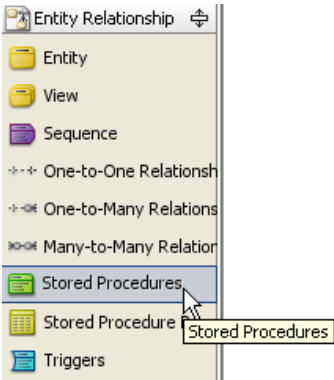 Entity Relationship
Entity
View
Sequence
One-to-One Relationsh
One-to-Many Relations
Many-to-Many Relation
Stored Procedures
Stored Procedure
Stored Procedures
Triggers